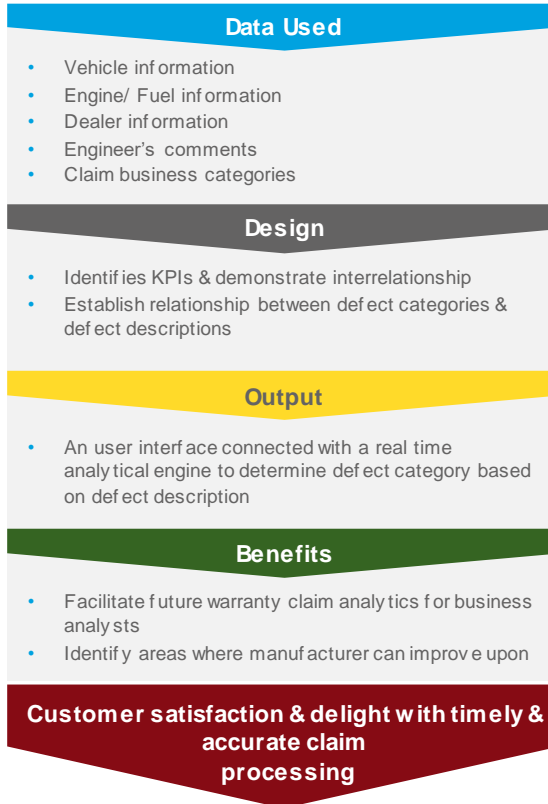 Data Used
• Vehicle information
• Engine/ Fuel information
• Dealer information
• Engineer's comments
• Claim business categories
Design
• Identifies KPIs & demonstrate interrelationship
• Establish relationship between defect categories &
defect descriptions
Output
• An user interface connected with a real time
analytical engine to determine defect category based
on defect description
Benefits
• Facilitate future warranty claim analytics for business
analysts
• Identify areas where manufacturer can improve upon
Customer satisfaction & delight with timely &
accurate claim
processing